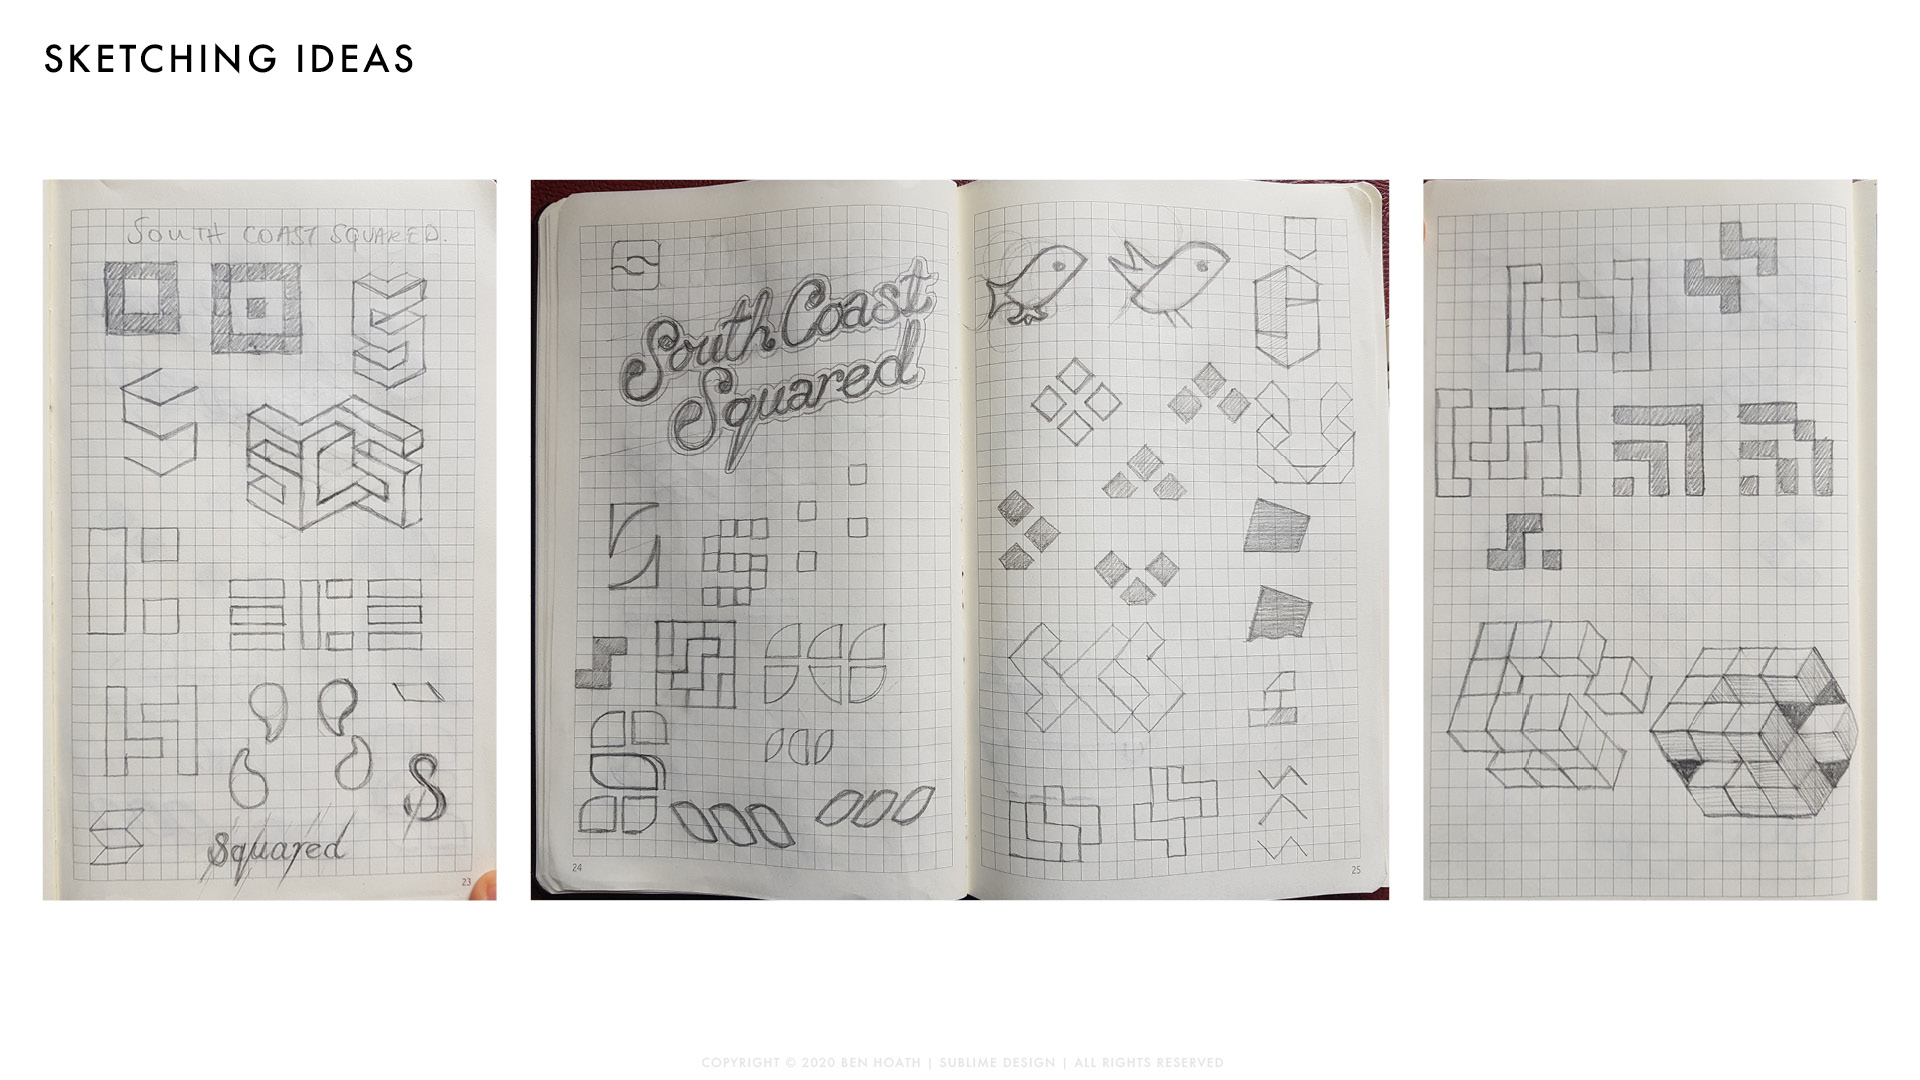 SKETCHING IDEAS
SOUTH COAST SQUARED.
Squared
23
South Coast
Squared
24
25
COPYRIGHT © 2020 BEN HOATH | SUBLIME DESIGN | ALL RIGHTS RESERVED